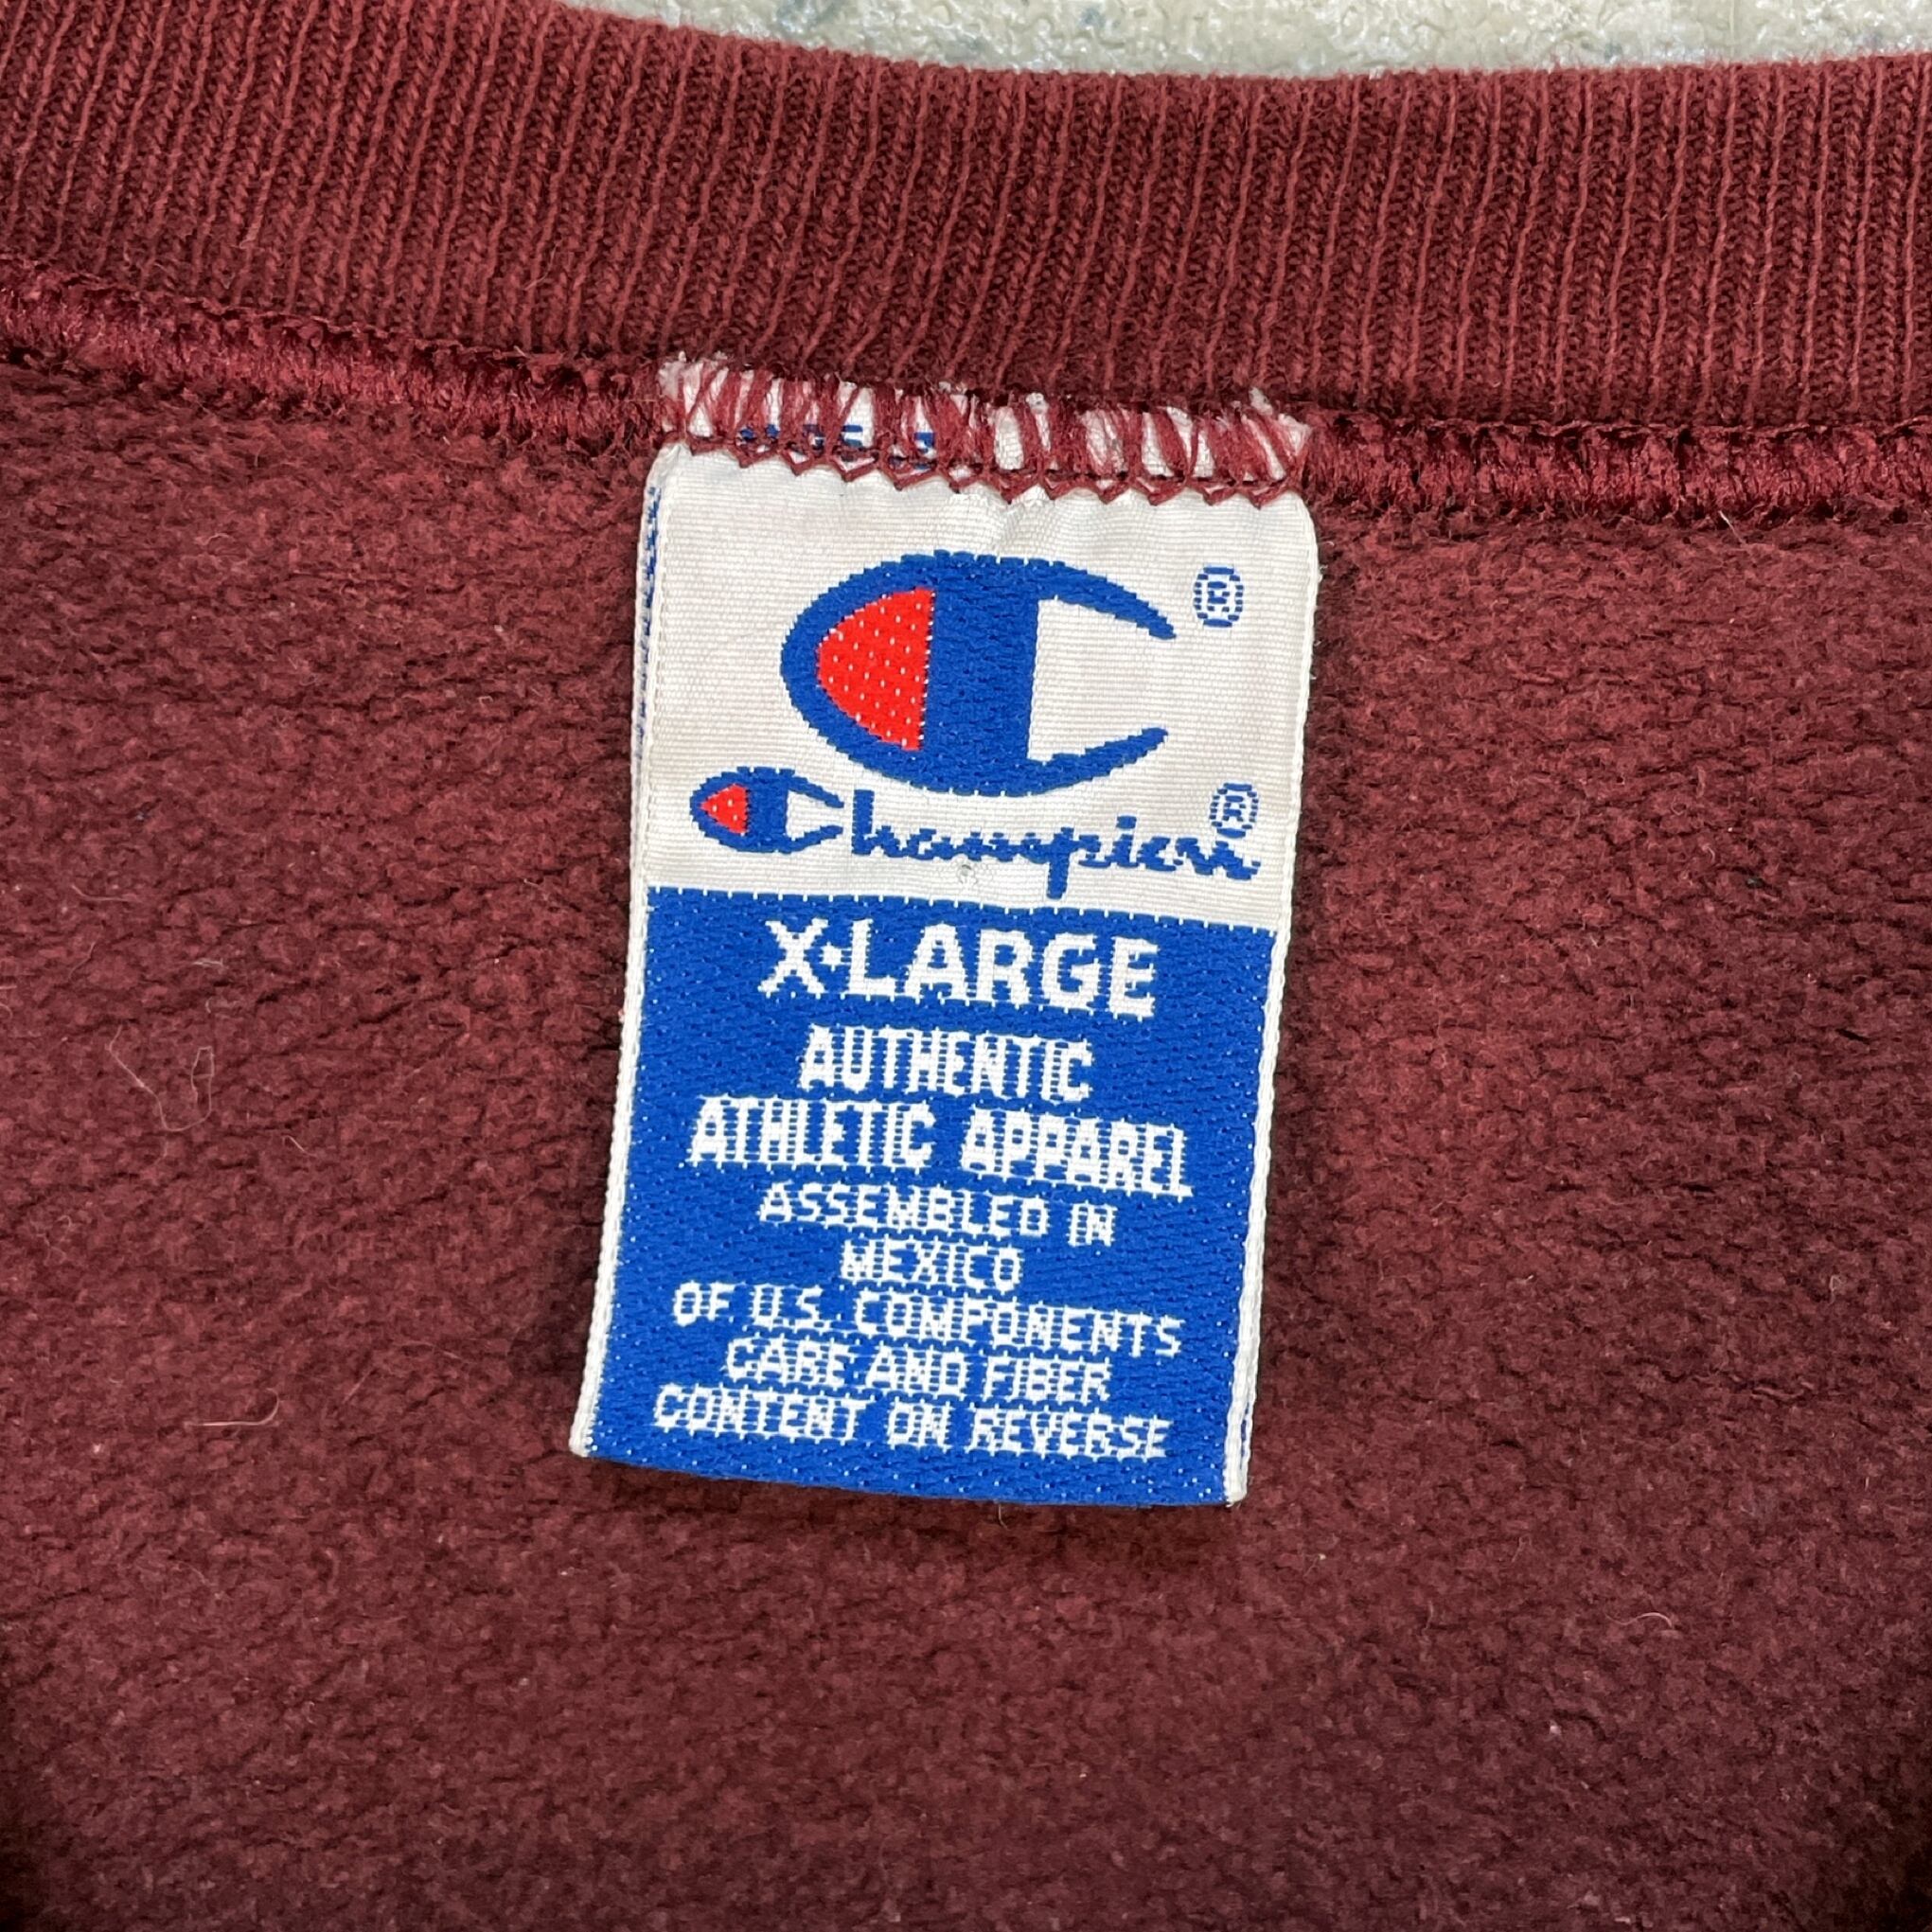 Champion®
X-LARGE
AUTHENTIC
ATHLETIC APPAREL
ASSEMBLED IN
MEXICO
OF U.S. COMPONENTS
CARE AND FIBER
CONTENT ON REVERSE